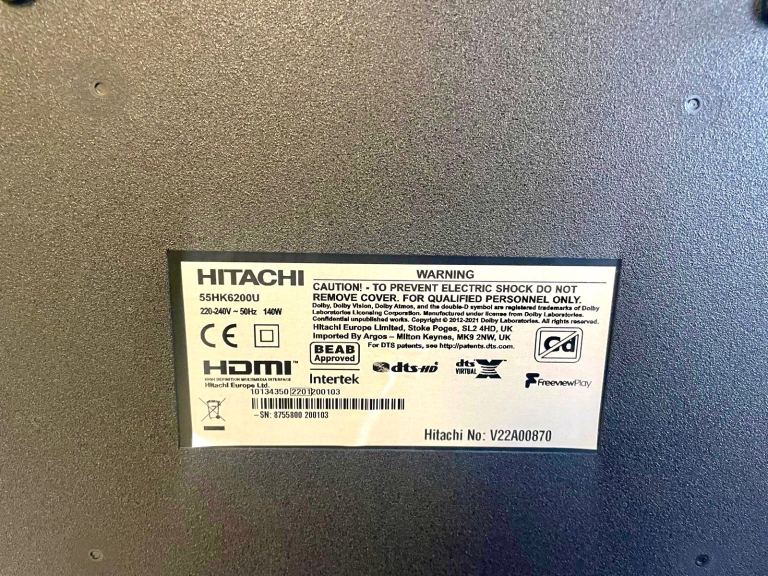 HITACHI
55HK6200U
220-240V ~ 50Hz 140W
WARNING
CAUTION! - TO PREVENT ELECTRIC SHOCK DO NOT
REMOVE COVER. FOR QUALIFIED PERSONNEL ONLY.
Dolby, Dolby Vision, Dolby Atmos, and the double-D symbol are registered trademarks of Dolby
Laboratories Licensing Corporation. Manufactured under license from Dolby Laboratories.
Confidential unpublished works. Copyright © 2012-2021 Dolby Laboratories. All rights reserved.
Hitachi Europe Limited, Stoke Poges, SL2 4HD, UK
Imported By Argos – Milton Keynes, MK9 2NW, UK
For DTS patents, see http://patents.dts.com.
CE
BEAB
Approved
Intertek
Cd
HDMI
HIGH DEFINITION MULTIMEDIA INTERFACE
Hitachi Europe Ltd.
dts-HD
dts
VIRTUAL X
FreeviewPlay
10134350 2201 200103
-SN: 8755800 200103
Hitachi No: V22A00870